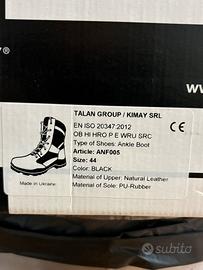 ww
TALAN GROUP / KIMAY SRL
EN ISO 20347:2012
OB HI HRO P E WRU SRC
Type of Shoes: Ankle Boot
Article: ANF005
Size: 44
Color: BLACK
Material of Upper: Natural Leather
Material of Sole: PU-Rubber
CE
Made in Ukraine
subito